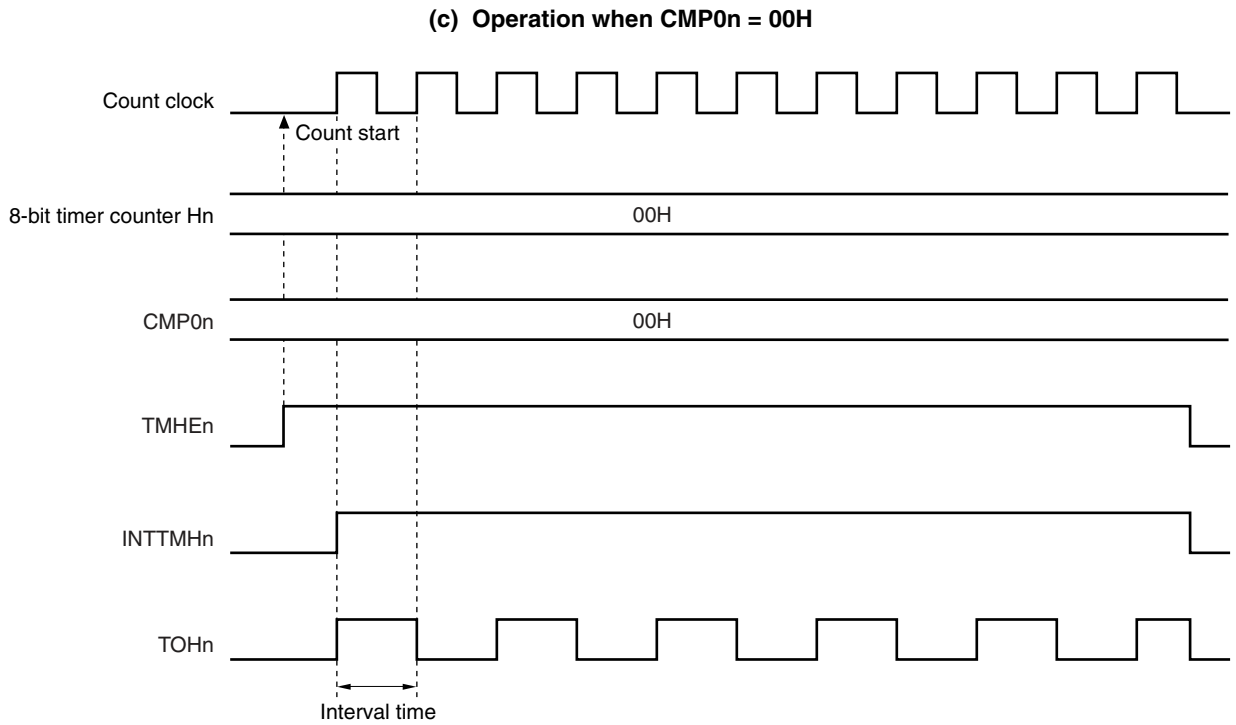 (c) Operation when CMP0n = 00H
Count clock
Count start
8-bit timer counter Hn
00H
CMP0n
00H
TMHEn
INTTMHn
TOHn
Interval time